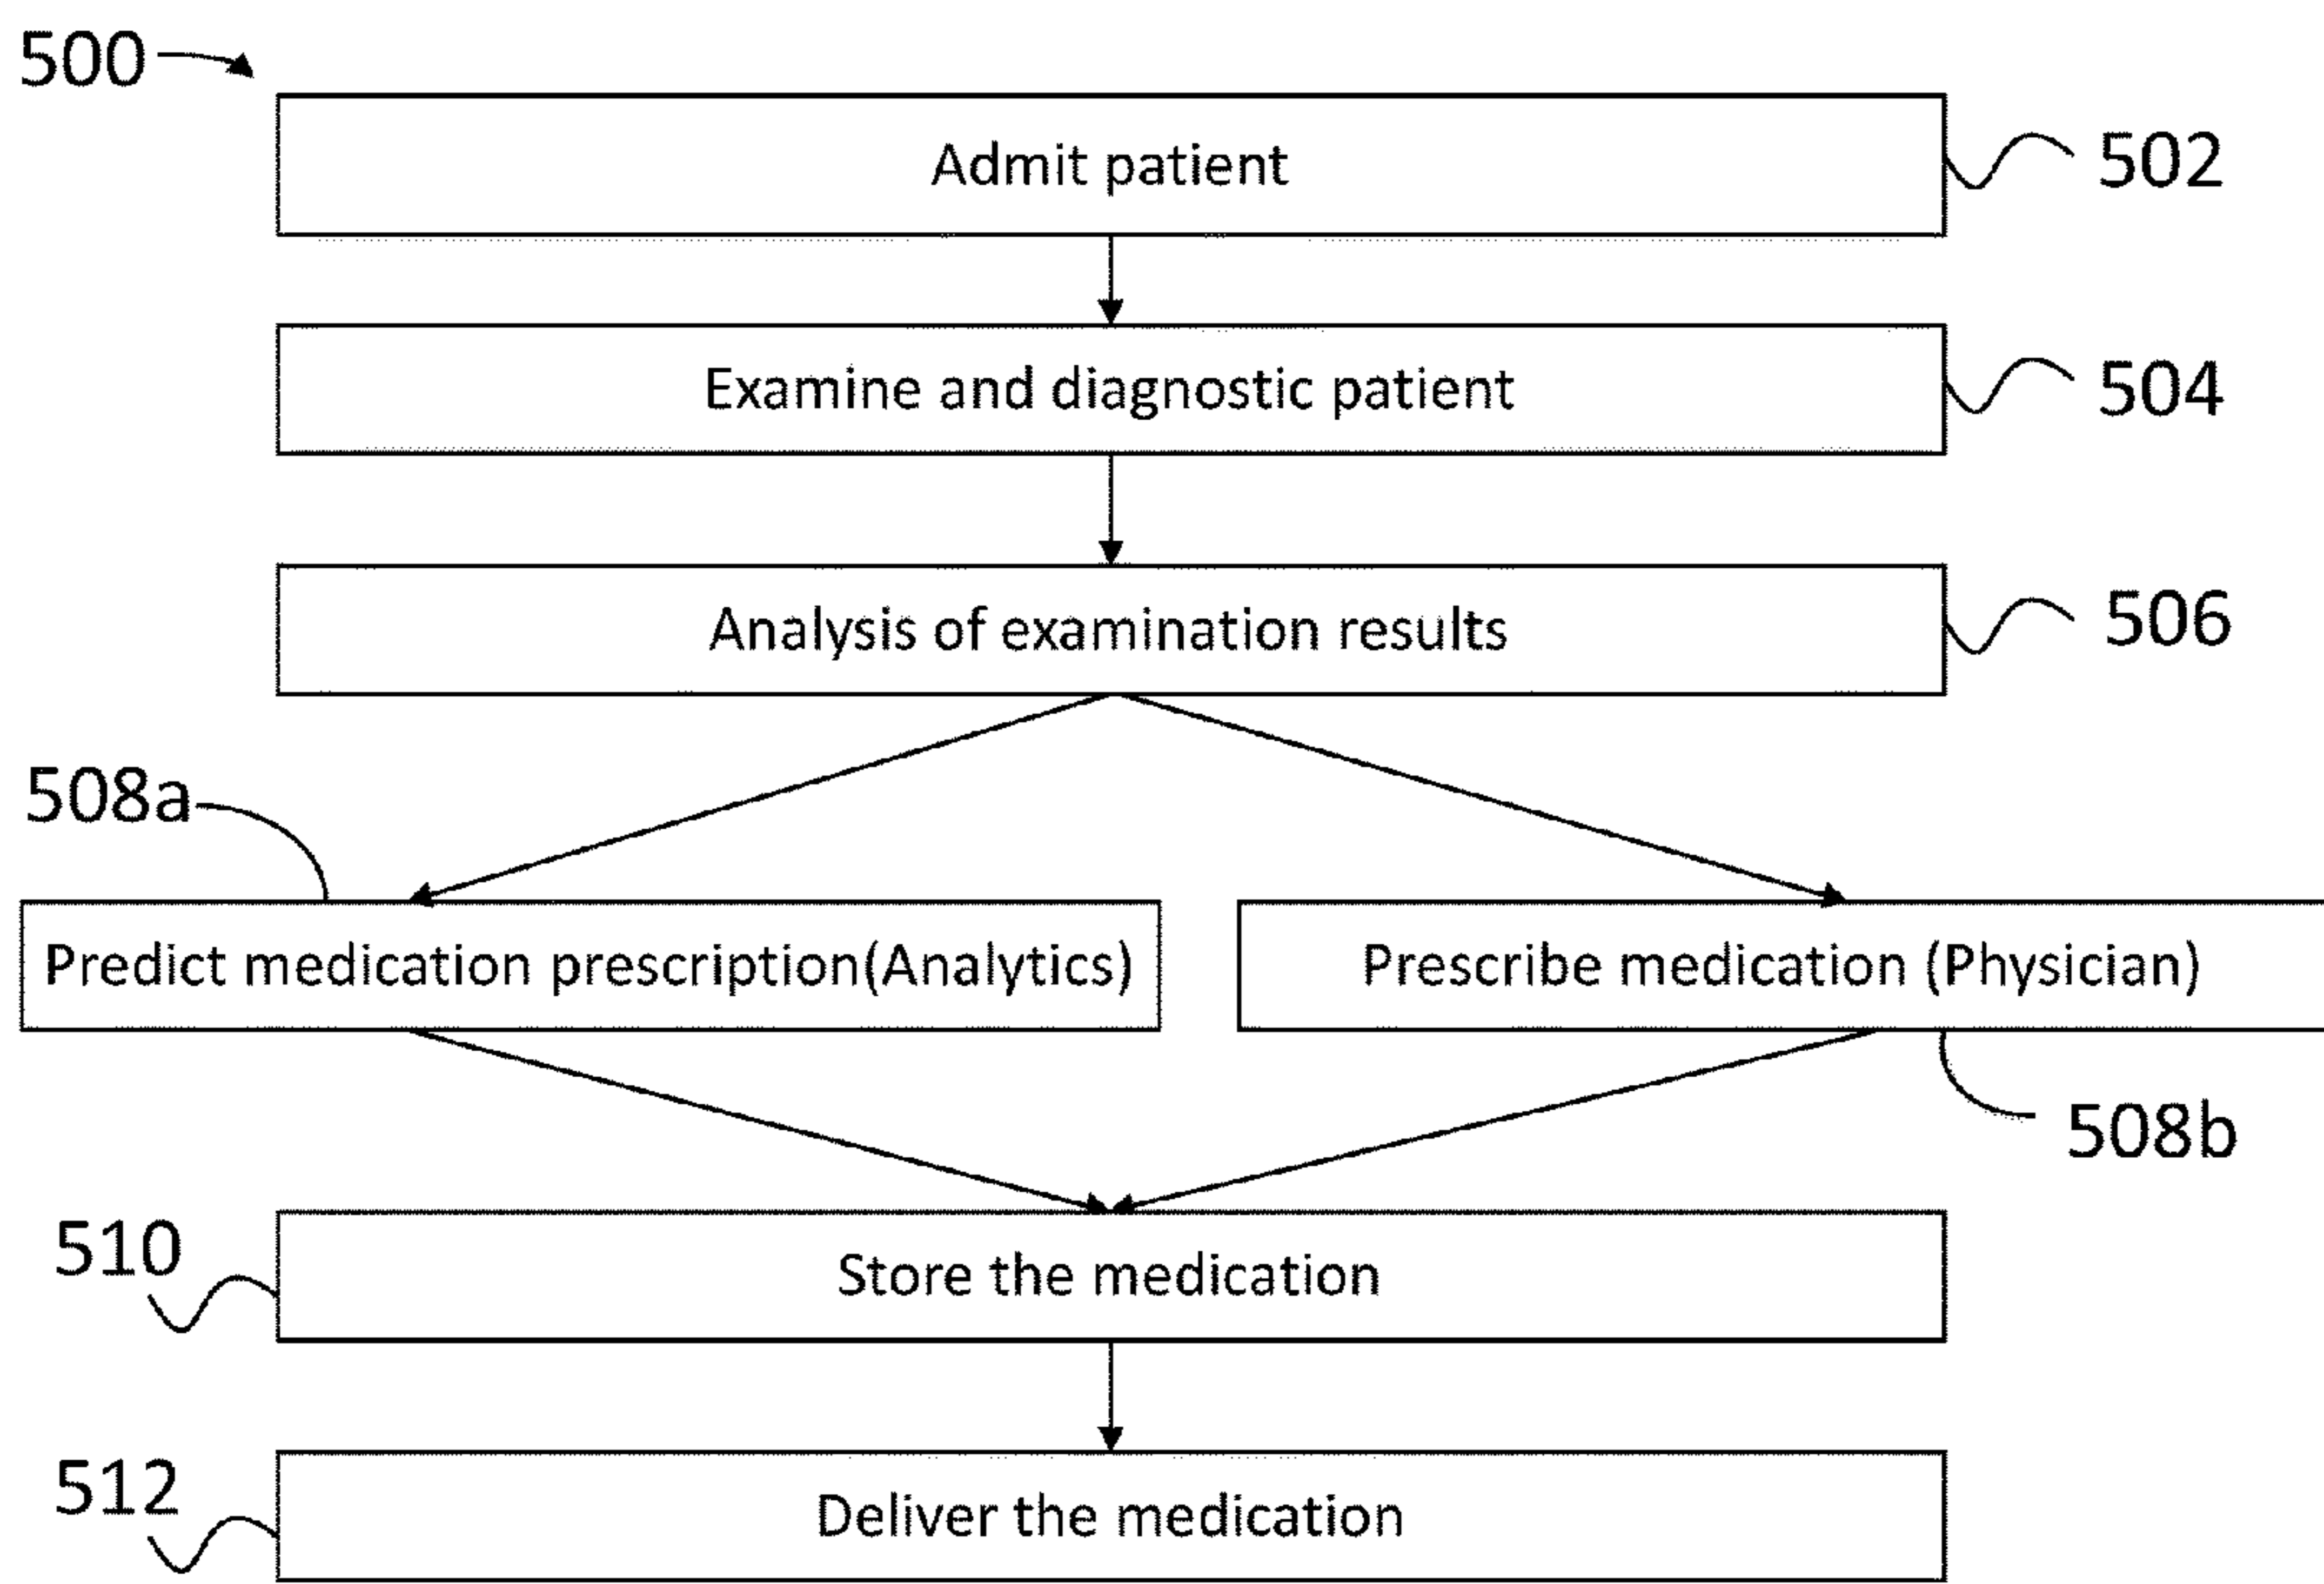 500
Admit patient
502
Examine and diagnostic patient
504
Analysis of examination results
506
508a
Predict medication prescription(Analytics)
Prescribe medication (Physician)
508b
510
Store the medication
512
Deliver the medication